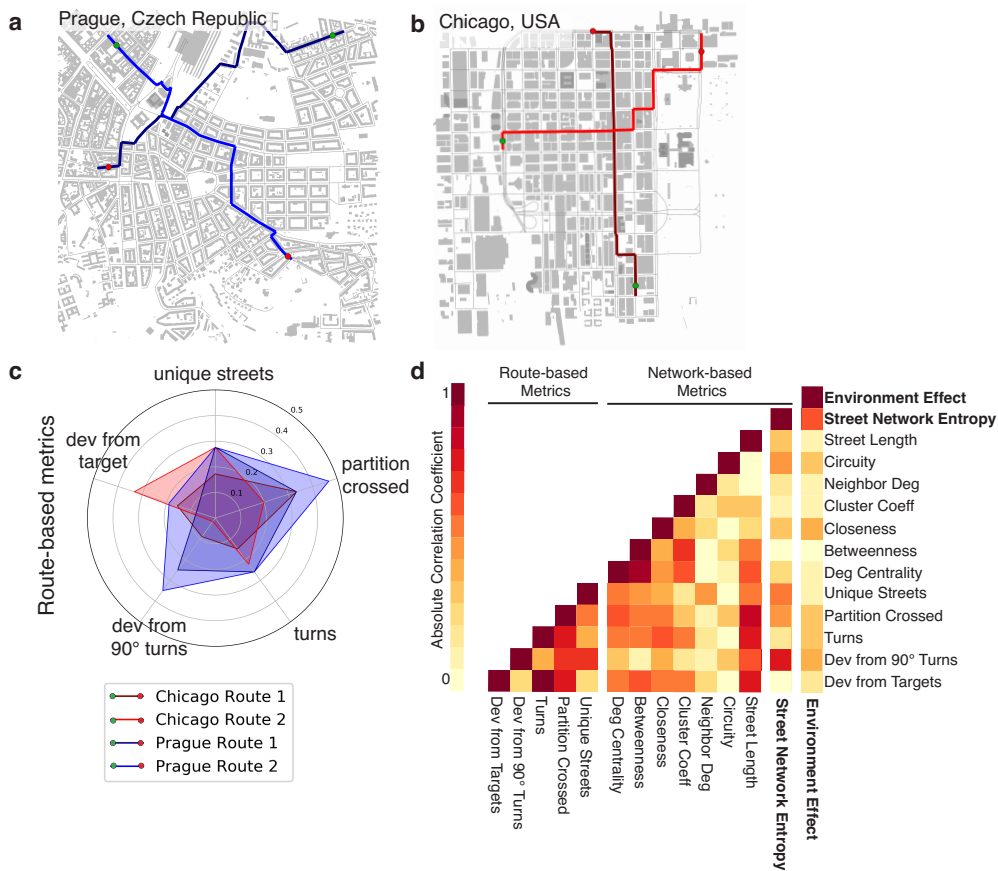 a
Prague, Czech Republic
b
Chicago, USA
c
unique streets
0.5
0.4
0.3
0.2
0.1
dev from
target
partition
crossed
dev from
90° turns
turns
Route-based metrics
Chicago Route 1
Chicago Route 2
Prague Route 1
Prague Route 2
d
Route-based
Metrics
Network-based
Metrics
1
Absolute Correlation Coefficient
0
Environment Effect
Street Network Entropy
Street Length
Circuity
Neighbor Deg
Cluster Coeff
Closeness
Betweenness
Deg Centrality
Unique Streets
Partition Crossed
Turns
Dev from 90° Turns
Dev from Targets
Dev from Targets
Dev from 90° Turns
Turns
Partition Crossed
Unique Streets
Deg Centrality
Betweenness
Closeness
Cluster Coeff
Neighbor Deg
Circuity
Street Length
Street Network Entropy
Environment Effect